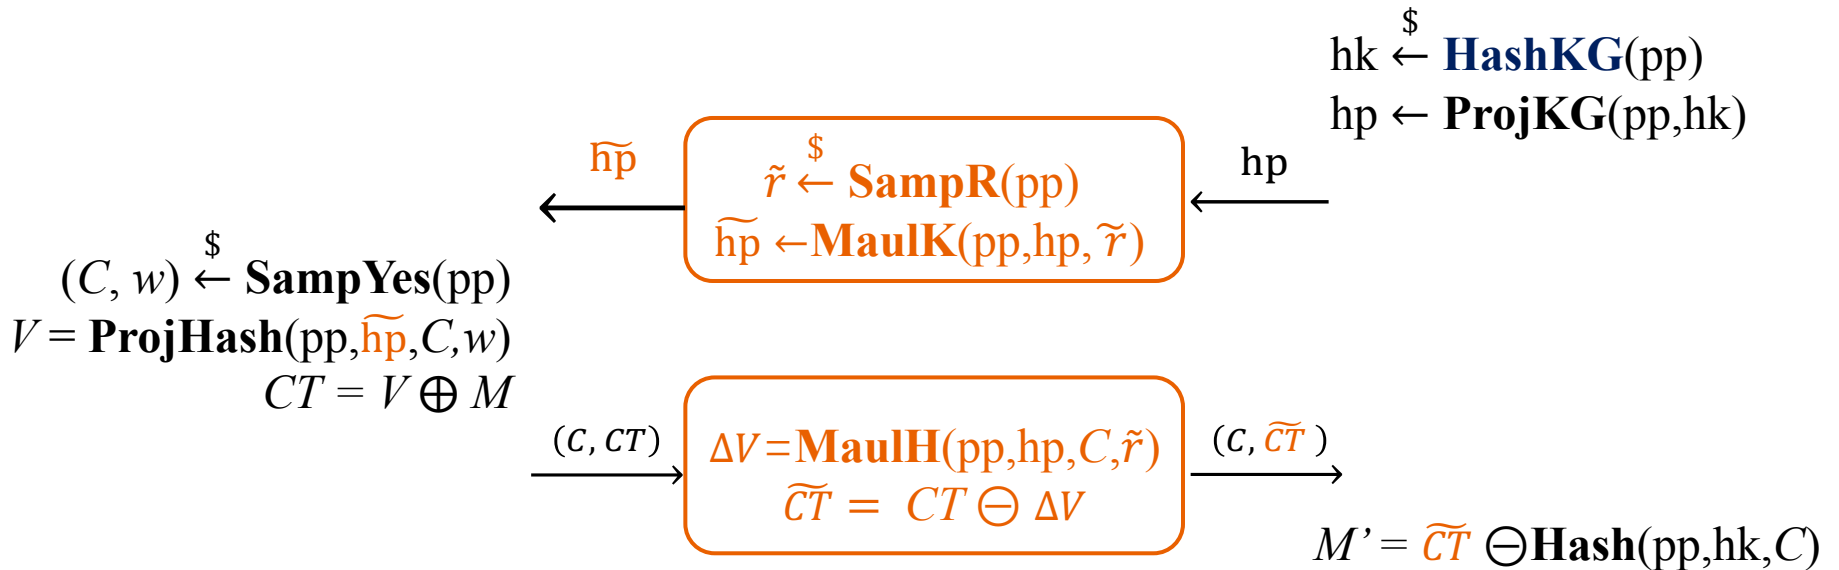 hk $← HashKG(pp)
hp ← ProjKG(pp,hk)
hp
r̃ $← SampR(pp)
h͠p ←MaulK(pp,hp, r̃)
h͠p
(C, w) $← SampYes(pp)
V = ProjHash(pp,h͠p,C,w)
CT = V ⊕ M
(C, CT)
ΔV=MaulH(pp,hp,C,r̃)
C͠T = CT ⊖ ΔV
(C, C͠T )
M’ = C͠T ⊖Hash(pp,hk,C)